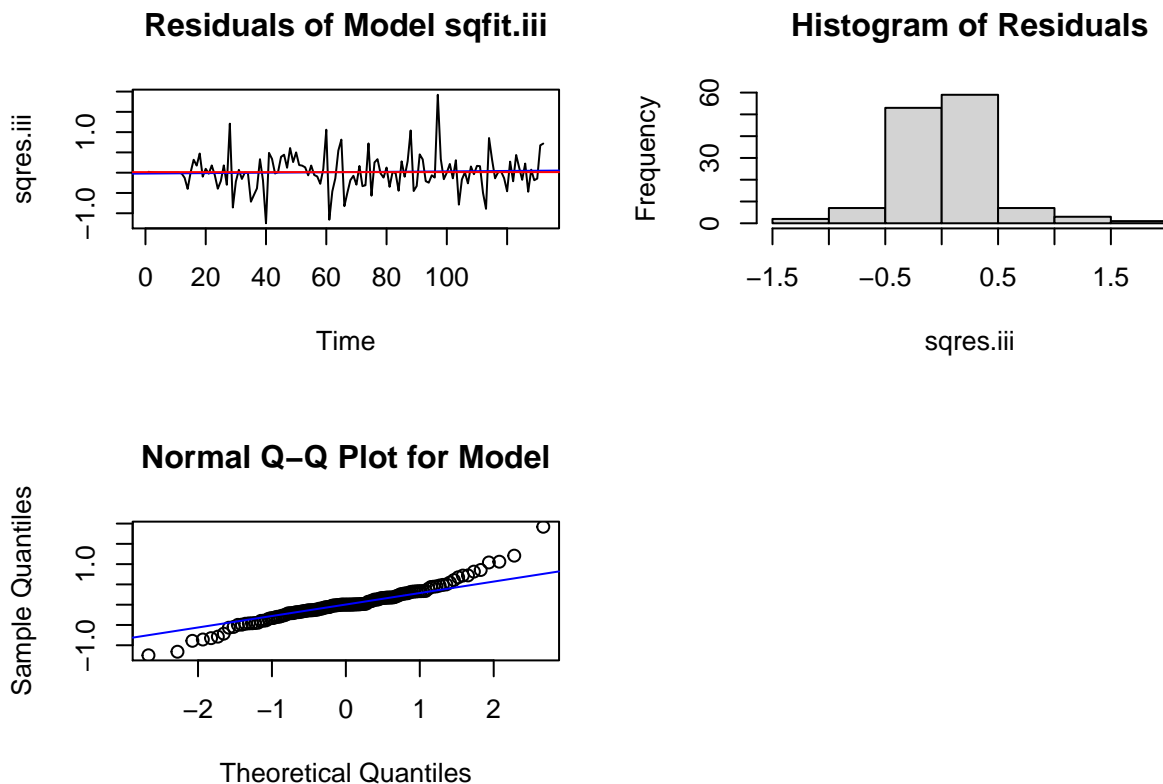 Residuals of Model sqfit.iii
sqres.iii
1.0
−1.0
0 20 40 60 80 100
Time
Histogram of Residuals
Frequency
60
30
0
−1.5 −0.5 0.5 1.5
sqres.iii
Normal Q−Q Plot for Model
Sample Quantiles
1.0
−1.0
−2 −1 0 1 2
Theoretical Quantiles